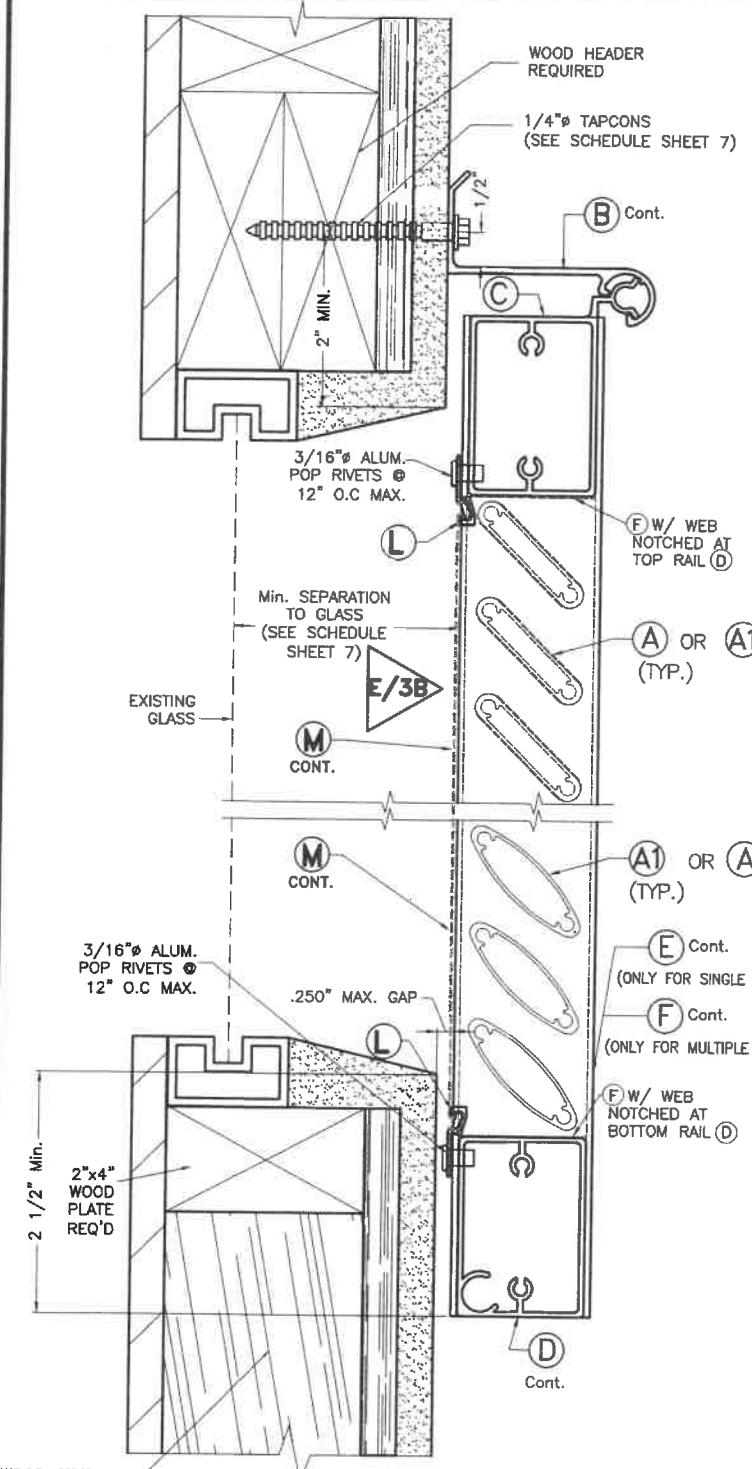 WOOD HEADER
REQUIRED
1/4"ø TAPCONS
(SEE SCHEDULE SHEET 7)
1/2"
B Cont.
C
2" MIN.
3/16"ø ALUM.
POP RIVETS @
12" O.C MAX.
L
F W/ WEB
NOTCHED AT
TOP RAIL D
Min. SEPARATION
TO GLASS
(SEE SCHEDULE
SHEET 7)
E/3B
A OR A1
(TYP.)
EXISTING
GLASS
M
CONT.
M
CONT.
A1 OR A
(TYP.)
3/16"ø ALUM.
POP RIVETS @
12" O.C MAX.
E Cont.
(ONLY FOR SINGLE
.250" MAX. GAP
F Cont.
(ONLY FOR MULTIPLE
L
F W/ WEB
NOTCHED AT
BOTTOM RAIL D
2 1/2" Min.
2"x4"
WOOD
PLATE
REQ'D
D
Cont.